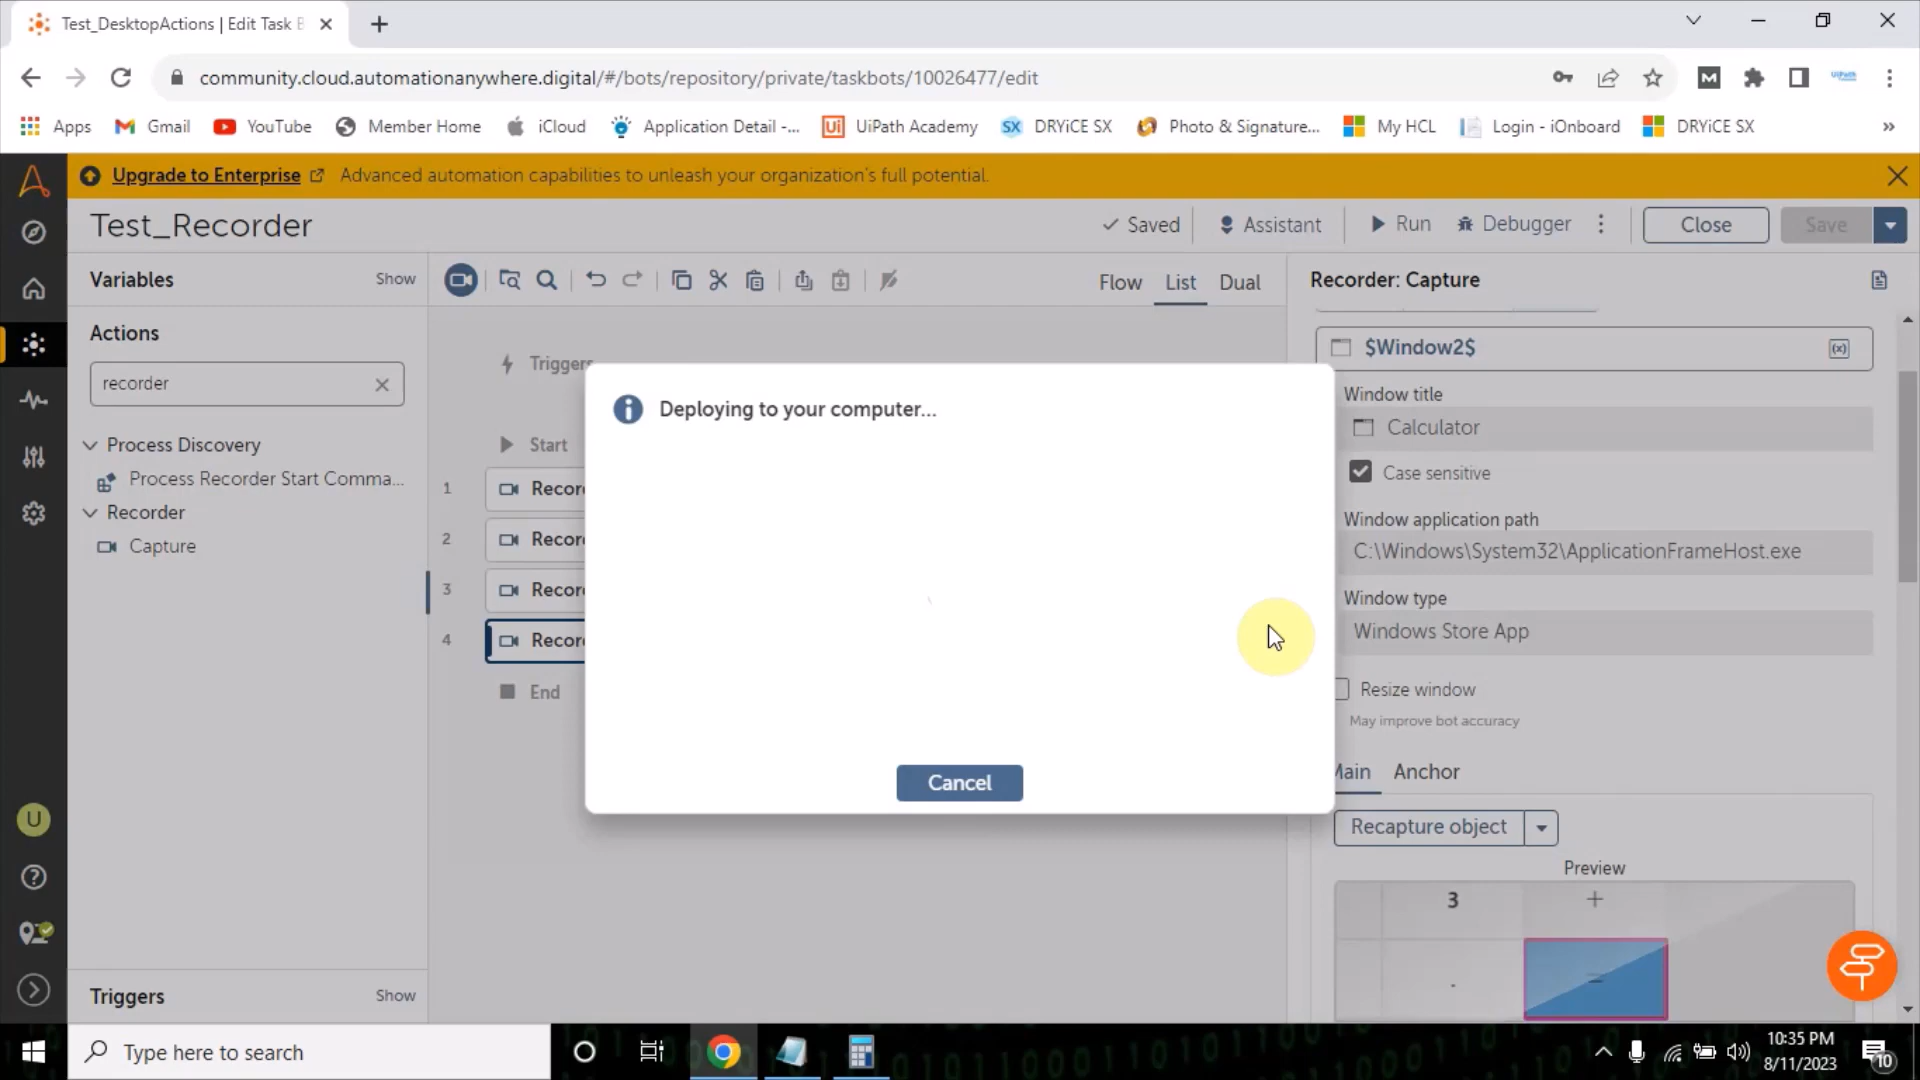 Test_DesktopActions | Edit Task B
community.cloud.automationanywhere.digital/#/bots/repository/private/taskbots/10026477/edit
Apps
Gmail
YouTube
Member Home
iCloud
Application Detail -...
UiPath Academy
SX
DRYiCE SX
Photo & Signature...
My HCL
Login - iOnboard
DRYiCE SX
»
Upgrade to Enterprise Advanced automation capabilities to unleash your organization's full potential.
Test_Recorder
Saved
Assistant
Run
Debugger
Close
Save
Variables
Show
Flow
List
Dual
Recorder: Capture
Actions
recorder
Process Discovery
Process Recorder Start Comma...
Recorder
Capture
Triggers
Start
1 Recor
2 Recor
3 Recor
4 Recor
End
Deploying to your computer...
Cancel
$Window2$
(x)
Window title
Calculator
Case sensitive
Window application path
C:\Windows\System32\ApplicationFrameHost.exe
Window type
Windows Store App
Resize window
May improve bot accuracy
Main
Anchor
Recapture object
Preview
3 +
. =
U
Triggers
Show
Type here to search
10:35 PM
8/11/2023
10